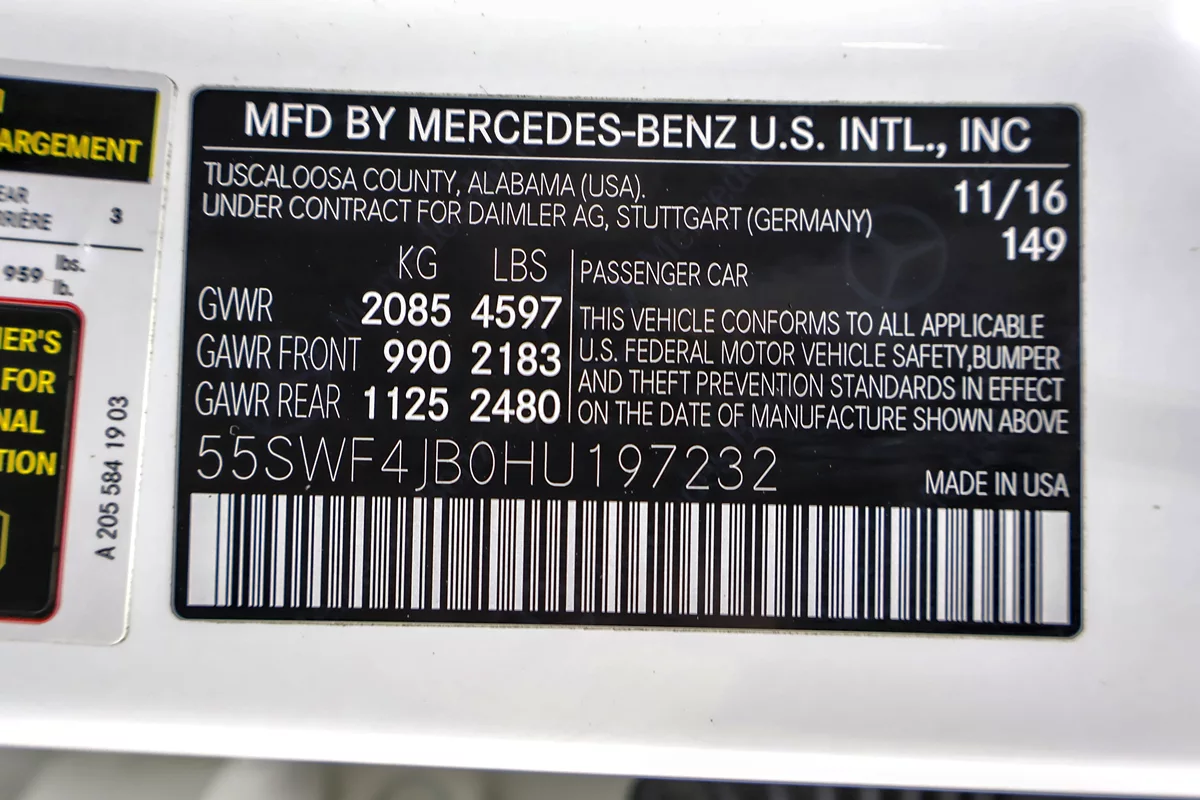 ARGEMENT
EAR
RIÈRE 3
959 lbs.
lb.
IER'S
FOR
NAL
TION
A 205 584 19 03
MFD BY MERCEDES-BENZ U.S. INTL., INC
TUSCALOOSA COUNTY, ALABAMA (USA).
UNDER CONTRACT FOR DAIMLER AG, STUTTGART (GERMANY)
11/16
149
KG LBS
GVWR 2085 4597
GAWR FRONT 990 2183
GAWR REAR 1125 2480
PASSENGER CAR
THIS VEHICLE CONFORMS TO ALL APPLICABLE
U.S. FEDERAL MOTOR VEHICLE SAFETY,BUMPER
AND THEFT PREVENTION STANDARDS IN EFFECT
ON THE DATE OF MANUFACTURE SHOWN ABOVE
55SWF4JB0HU197232
MADE IN USA